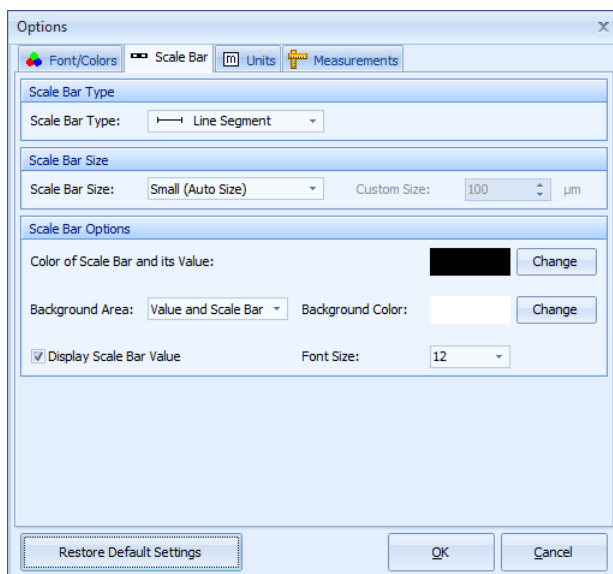 Options
x
Font/Colors Scale Bar m Units Measurements
Scale Bar Type
Scale Bar Type: Line Segment
Scale Bar Size
Scale Bar Size: Small (Auto Size) Custom Size: 100 µm
Scale Bar Options
Color of Scale Bar and its Value: Change
Background Area: Value and Scale Bar Background Color: Change
Display Scale Bar Value Font Size: 12
Restore Default Settings OK Cancel